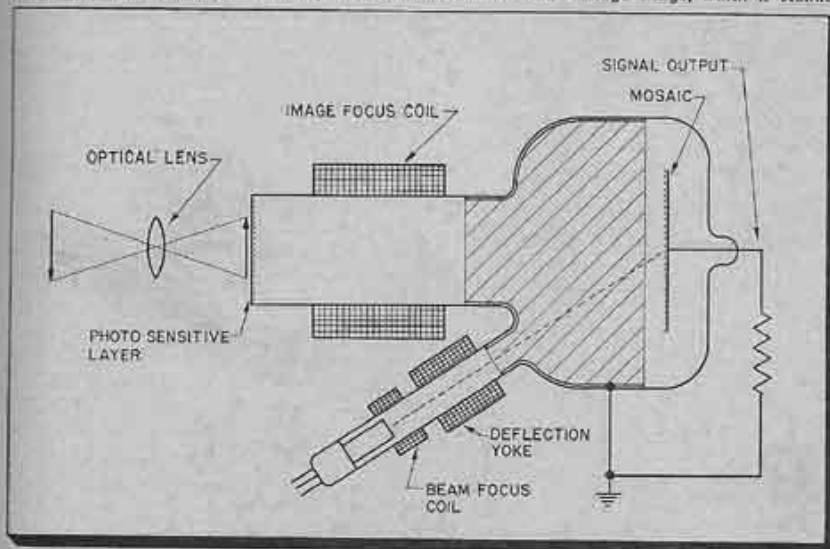 SIGNAL OUTPUT
MOSAIC
IMAGE FOCUS COIL
OPTICAL LENS
PHOTO SENSITIVE
LAYER
DEFLECTION
YOKE
BEAM FOCUS
COIL